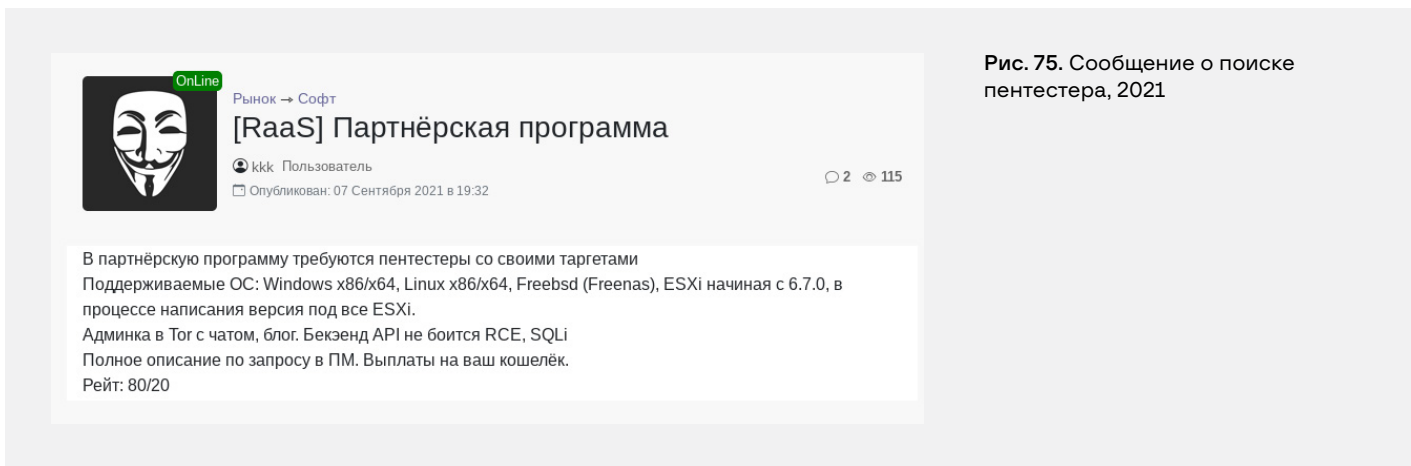 OnLine
Рынок → Софт
[RaaS] Партнёрская программа
kkk Пользователь
Опубликован: 07 Сентября 2021 в 19:32
2 115
В партнёрскую программу требуются пентестеры со своими таргетами
Поддерживаемые ОС: Windows x86/x64, Linux x86/x64, Freebsd (Freenas), ESXi начиная с 6.7.0, в
процессе написания версия под все ESXi.
Админка в Tor с чатом, блог. Бекэенд API не боится RCE, SQLi
Полное описание по запросу в ПМ. Выплаты на ваш кошелёк.
Рейт: 80/20
Рис. 75. Сообщение о поиске
пентестера, 2021